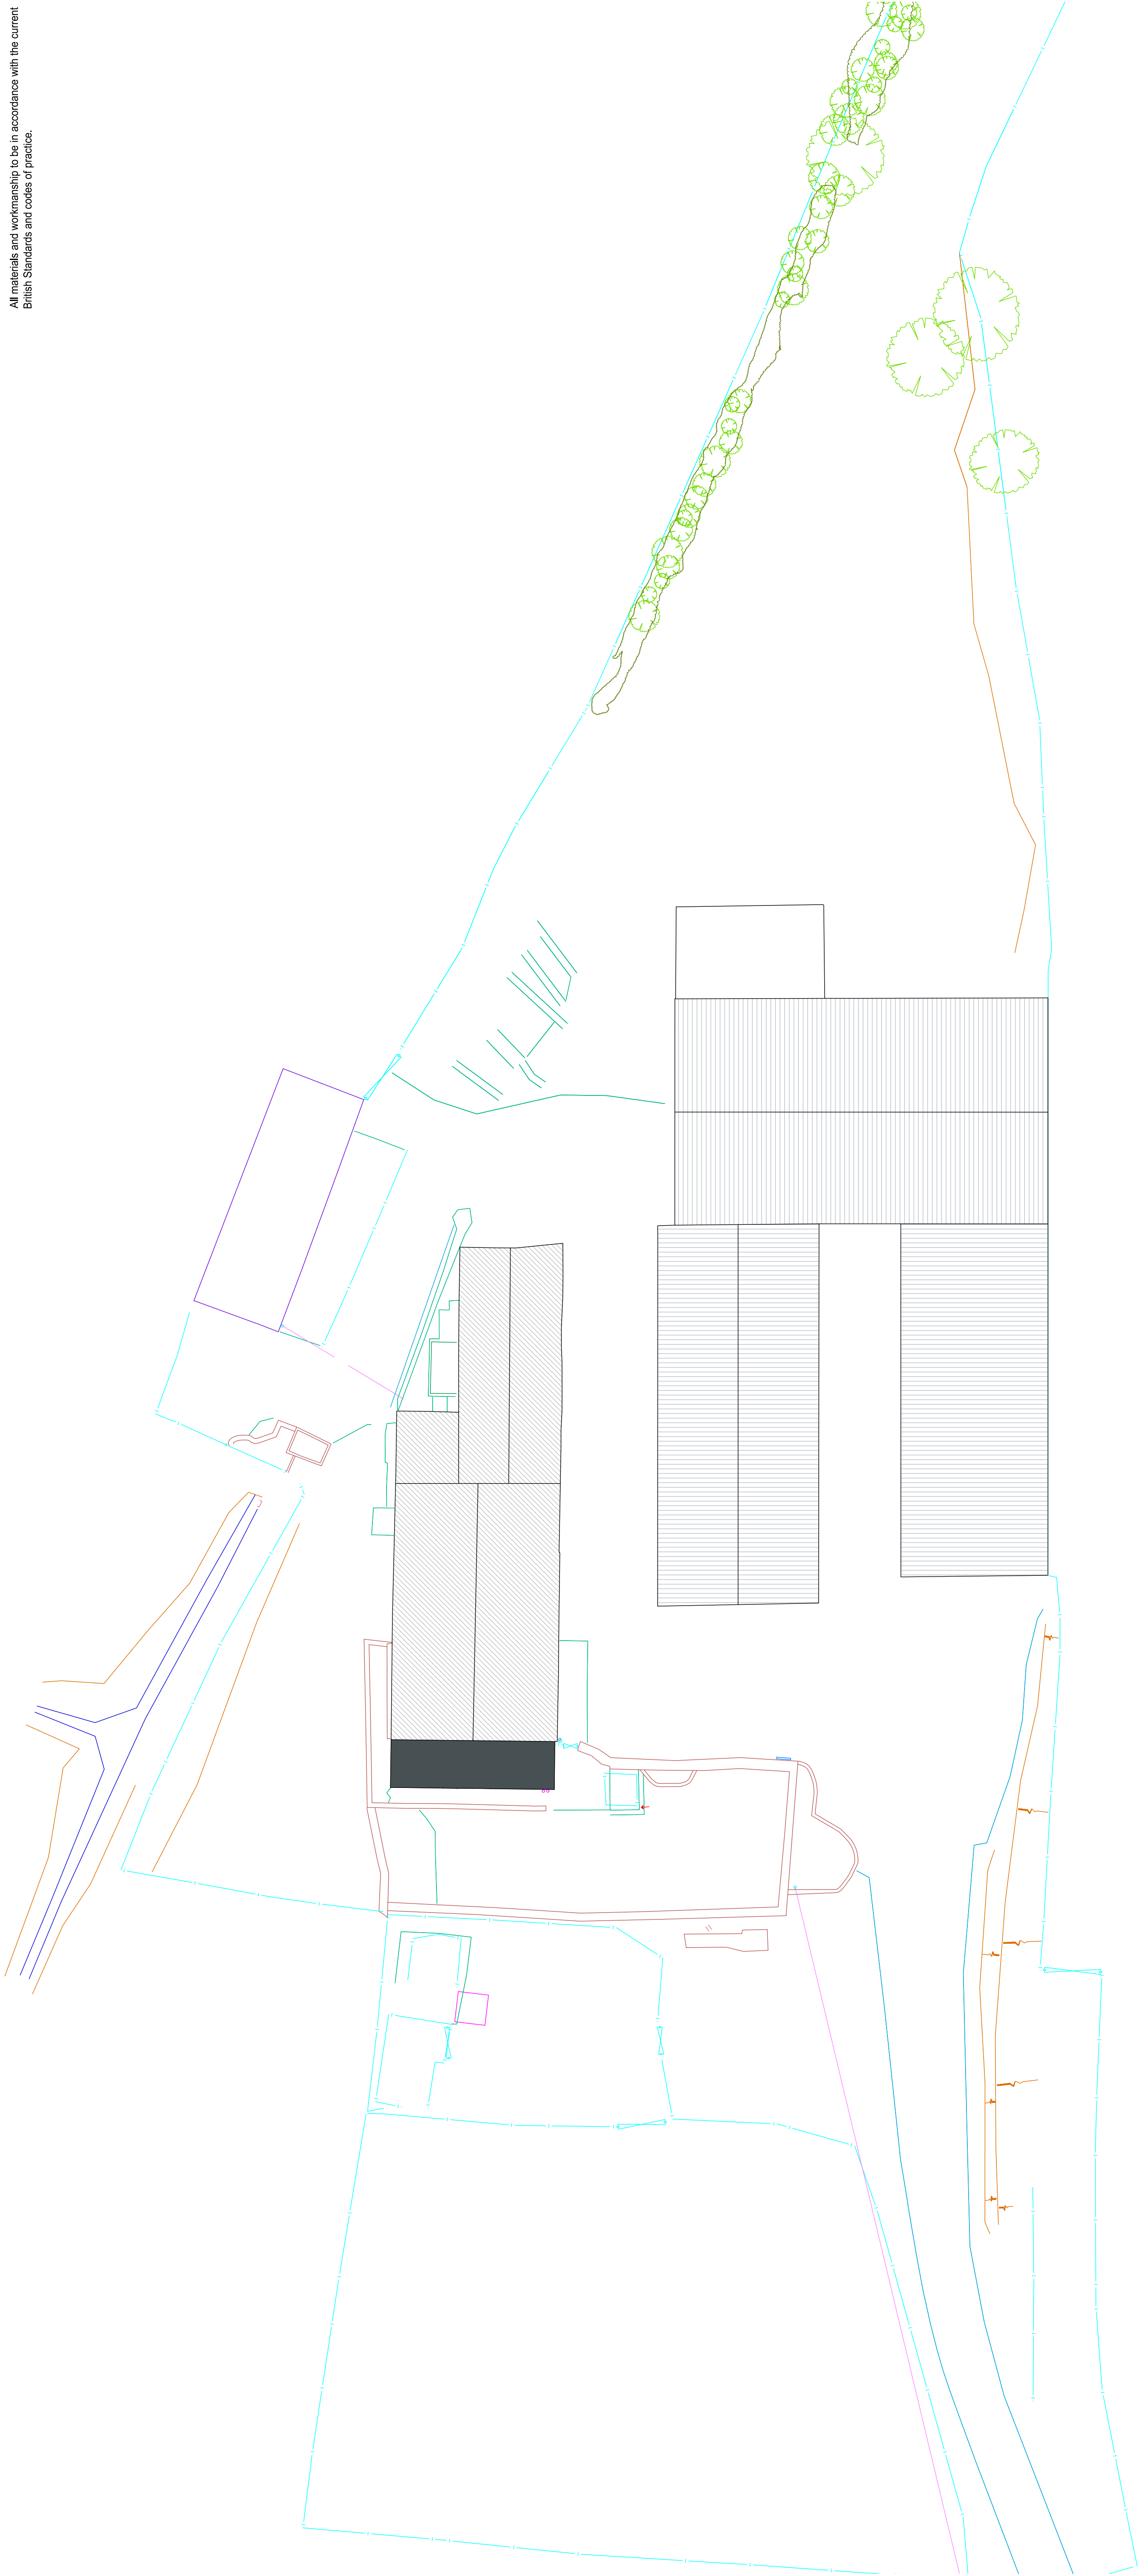 All materials and workmanship to be in accordance with the current
British Standards and codes of practice.